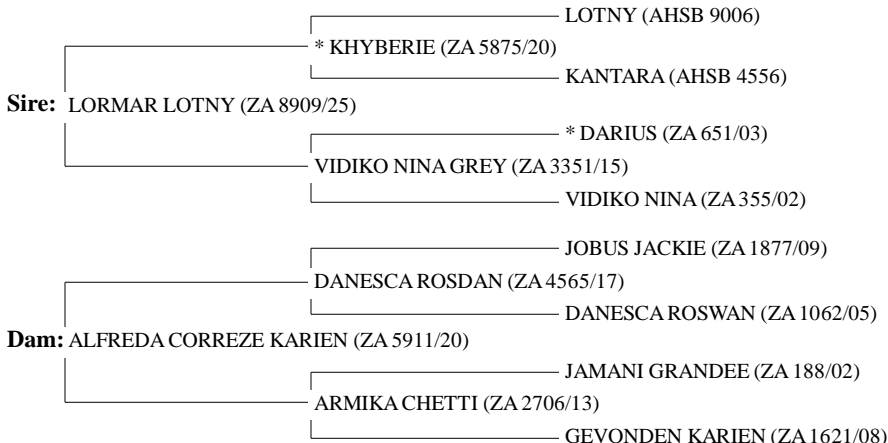 LOTNY (AHSB 9006)
* KHYBERIE (ZA 5875/20)
KANTARA (AHSB 4556)
Sire: LORMAR LOTNY (ZA 8909/25)
* DARIUS (ZA 651/03)
VIDIKO NINA GREY (ZA 3351/15)
VIDIKO NINA (ZA 355/02)
JOBUS JACKIE (ZA 1877/09)
DANESCA ROSDAN (ZA 4565/17)
DANESCA ROSWAN (ZA 1062/05)
Dam: ALFREDA CORREZE KARIEN (ZA 5911/20)
JAMANI GRANDEE (ZA 188/02)
ARMIKA CHETTI (ZA 2706/13)
GEVONDEN KARIEN (ZA 1621/08)